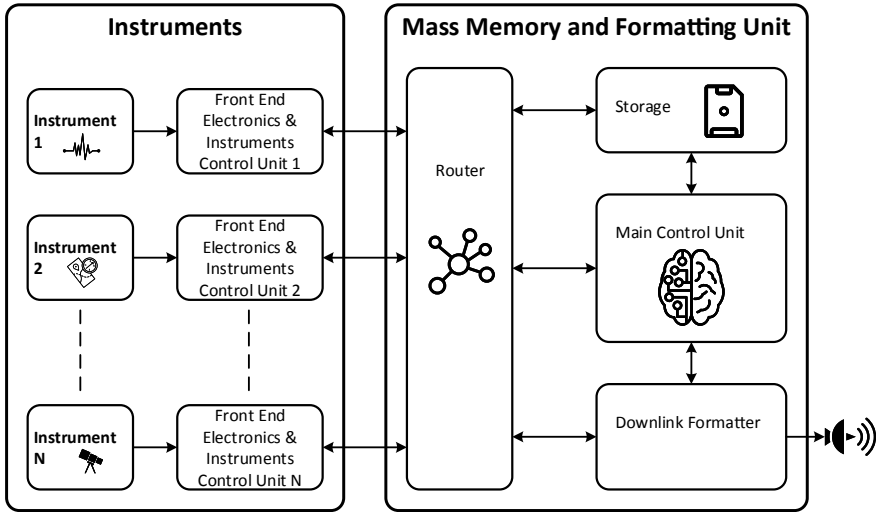 Instruments
Instrument
1
Front End
Electronics &
Instruments
Control Unit 1
Instrument
2
Front End
Electronics &
Instruments
Control Unit 2
Instrument
N
Front End
Electronics &
Instruments
Control Unit N
Mass Memory and Formatting Unit
Router
Storage
Main Control Unit
Downlink Formatter